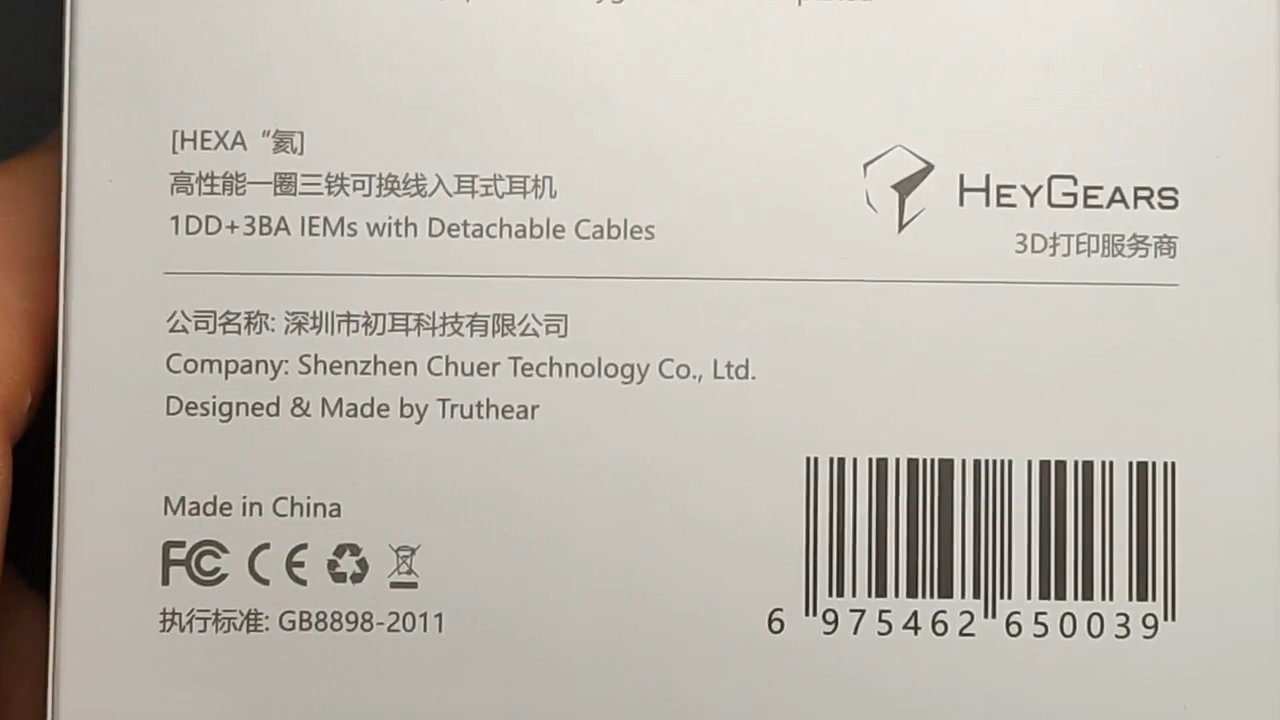 [HEXA “氦]
高性能一圈三铁可换线入耳式耳机
1DD+3BA IEMs with Detachable Cables
HEYGEARS
3D打印服务商
公司名称: 深圳市初耳科技有限公司
Company: Shenzhen Chuer Technology Co., Ltd.
Designed & Made by Truthear
Made in China
FC CE
执行标准: GB8898-2011
6 975462 650039